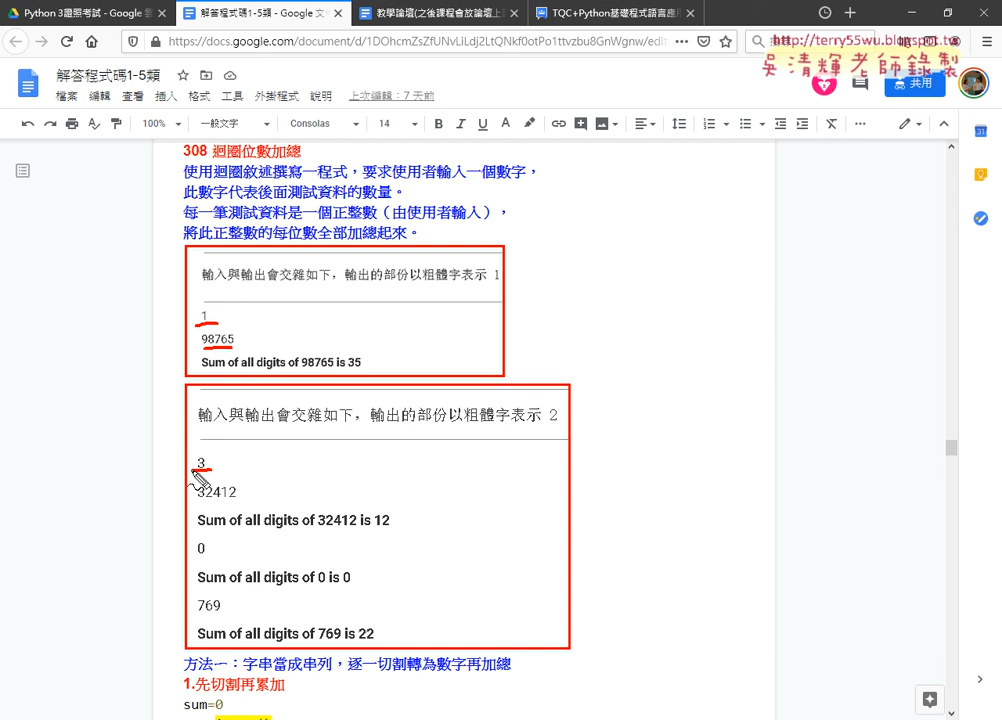 Python 3證照考試 - Google 雲
解答程式碼1-5類 - Google 文件
教學論壇(之後課程會放論壇上
TQC+Python基礎程式語言應用
https://docs.google.com/document/d/1DOhcmZsZfUNvLiLdj2LtQNkf0otPo1ttvzbu8GnWgnw/edi
http://terry55wu.blogspot.tw
吳清輝老師錄製
解答程式碼1-5類
檔案 編輯 查看 插入 格式 工具 外掛程式 說明 上次編輯：7 天前
共用
100% 一般文字 Consolas 14
308 迴圈位數加總
使用迴圈敘述撰寫一程式，要求使用者輸入一個數字，
此數字代表後面測試資料的數量。
每一筆測試資料是一個正整數（由使用者輸入），
將此正整數的每位數全部加總起來。
輸入與輸出會交雜如下，輸出的部份以粗體字表示 1
1
98765
Sum of all digits of 98765 is 35
輸入與輸出會交雜如下，輸出的部份以粗體字表示 2
3
32412
Sum of all digits of 32412 is 12
0
Sum of all digits of 0 is 0
769
Sum of all digits of 769 is 22
方法一：字串當成串列，逐一切割轉為數字再加總
1.先切割再累加
sum=0